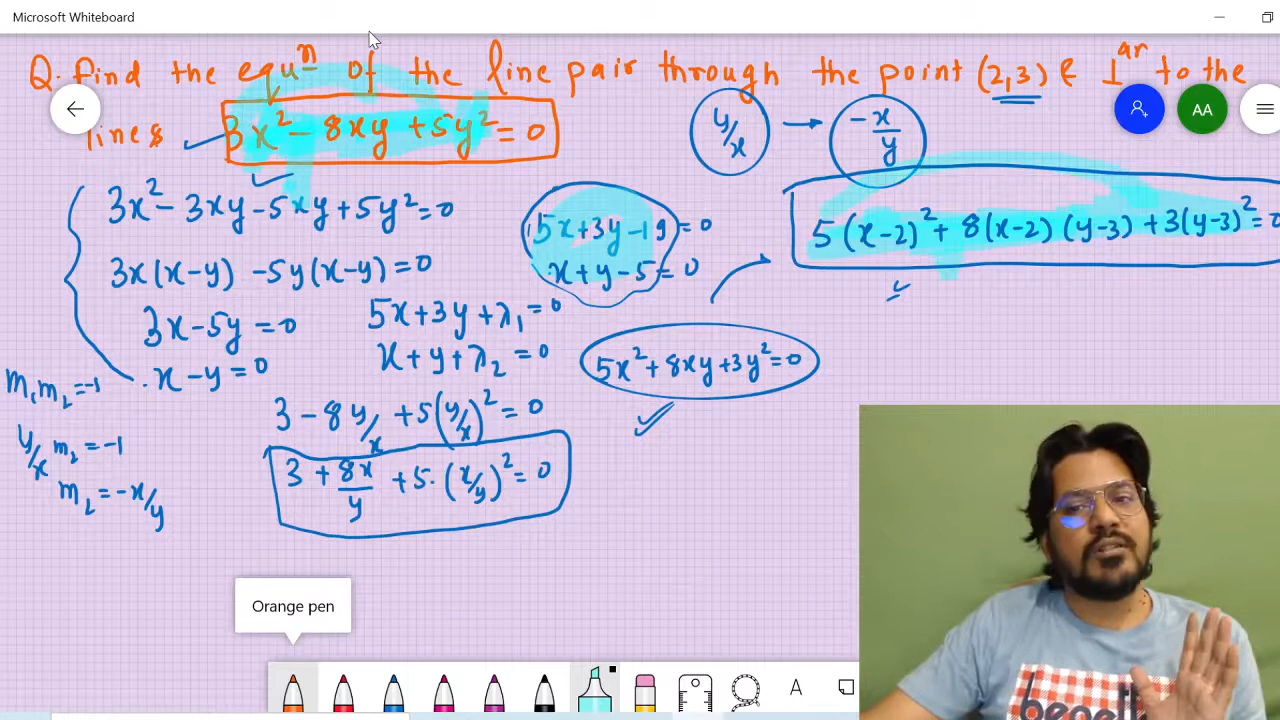 Microsoft Whiteboard
Q. Find the equⁿ of the line pair through the point (2,3) & ⊥ᵃʳ to the
lines 3x² - 8xy + 5y² = 0
y/x → -x/y
AA
3x² - 3xy - 5xy + 5y² = 0
3x(x-y) - 5y(x-y) = 0
3x - 5y = 0
x - y = 0
5x + 3y + λ₁ = 0
x + y + λ₂ = 0
5x + 3y - 19 = 0
x + y - 5 = 0
5(x-2)² + 8(x-2)(y-3) + 3(y-3)² = 0
5x² + 8xy + 3y² = 0
m₁m₂ = -1
y/x m₂ = -1
m₂ = -x/y
3 - 8y/x + 5(y/x)² = 0
3 + 8x/y + 5·(x/y)² = 0
Orange pen
A
benetto